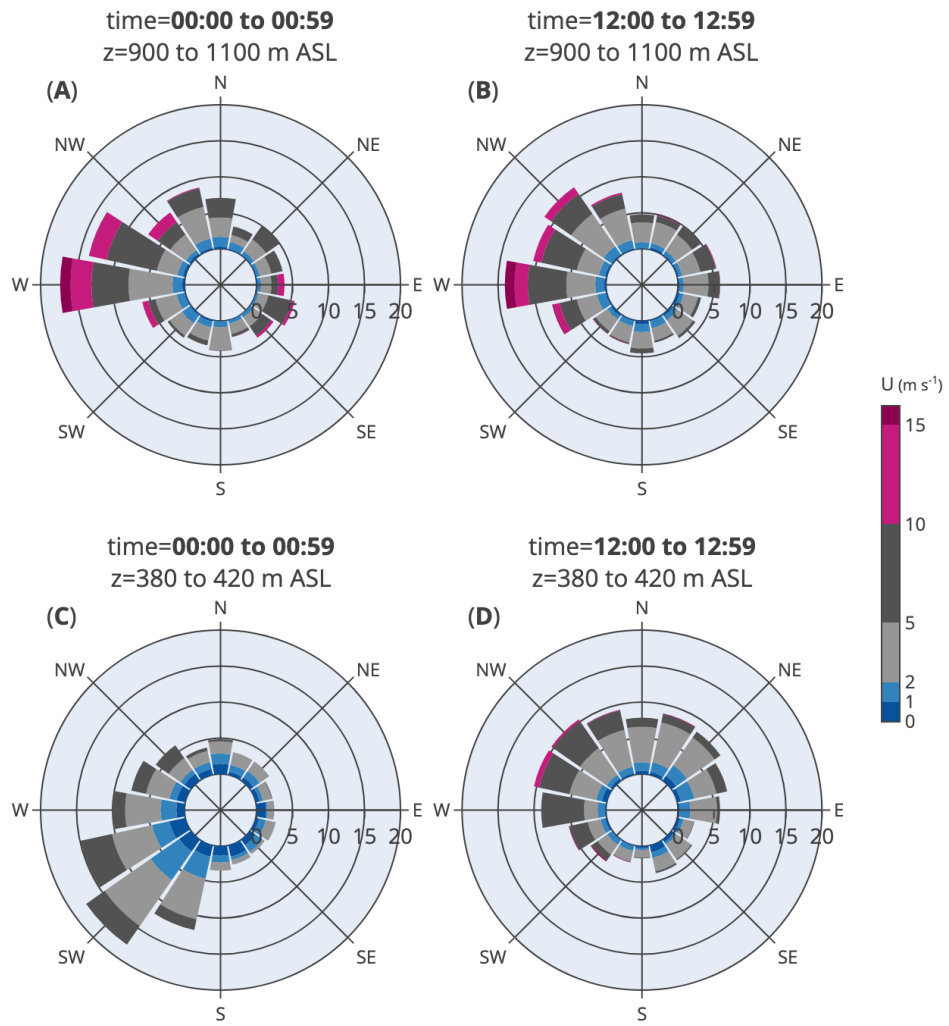 time=00:00 to 00:59
z=900 to 1100 m ASL
(A)
N
NW
NE
W
E
0 5 10 15 20
SW
SE
S
time=12:00 to 12:59
z=900 to 1100 m ASL
(B)
N
NW
NE
W
E
0 5 10 15 20
SW
SE
S
U (m s-1)
15
10
5
2
1
0
time=00:00 to 00:59
z=380 to 420 m ASL
(C)
N
NW
NE
W
E
0 5 10 15 20
SW
SE
S
time=12:00 to 12:59
z=380 to 420 m ASL
(D)
N
NW
NE
W
E
0 5 10 15 20
SW
SE
S